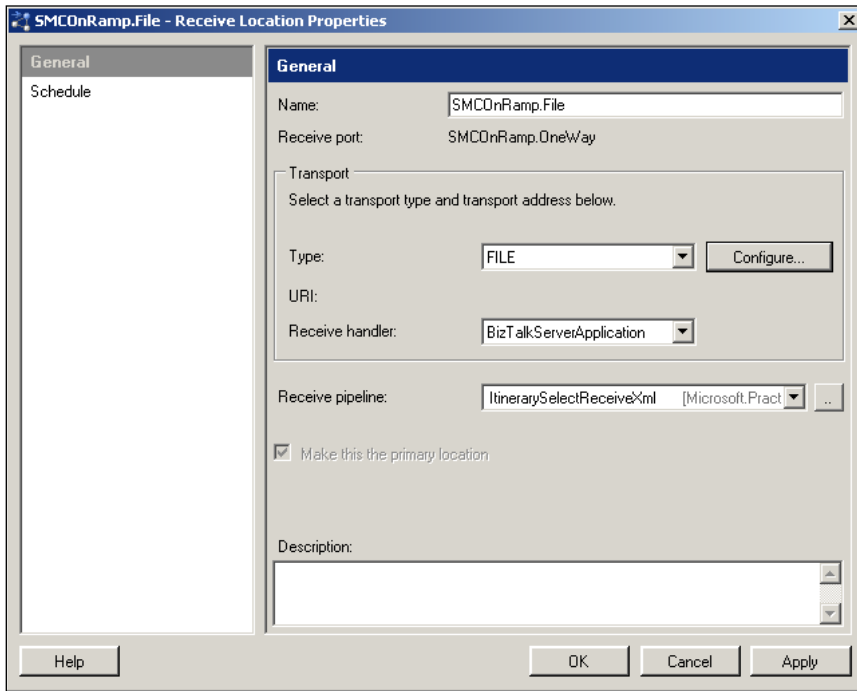 SMCOnRamp.File - Receive Location Properties
General
Schedule
General
Name: SMCOnRamp.File
Receive port: SMCOnRamp.OneWay
Transport
Select a transport type and transport address below.
Type: FILE Configure...
URI:
Receive handler: BizTalkServerApplication
Receive pipeline: ItinerarySelectReceiveXml [Microsoft.Pract ..
Make this the primary location
Description:
Help OK Cancel Apply